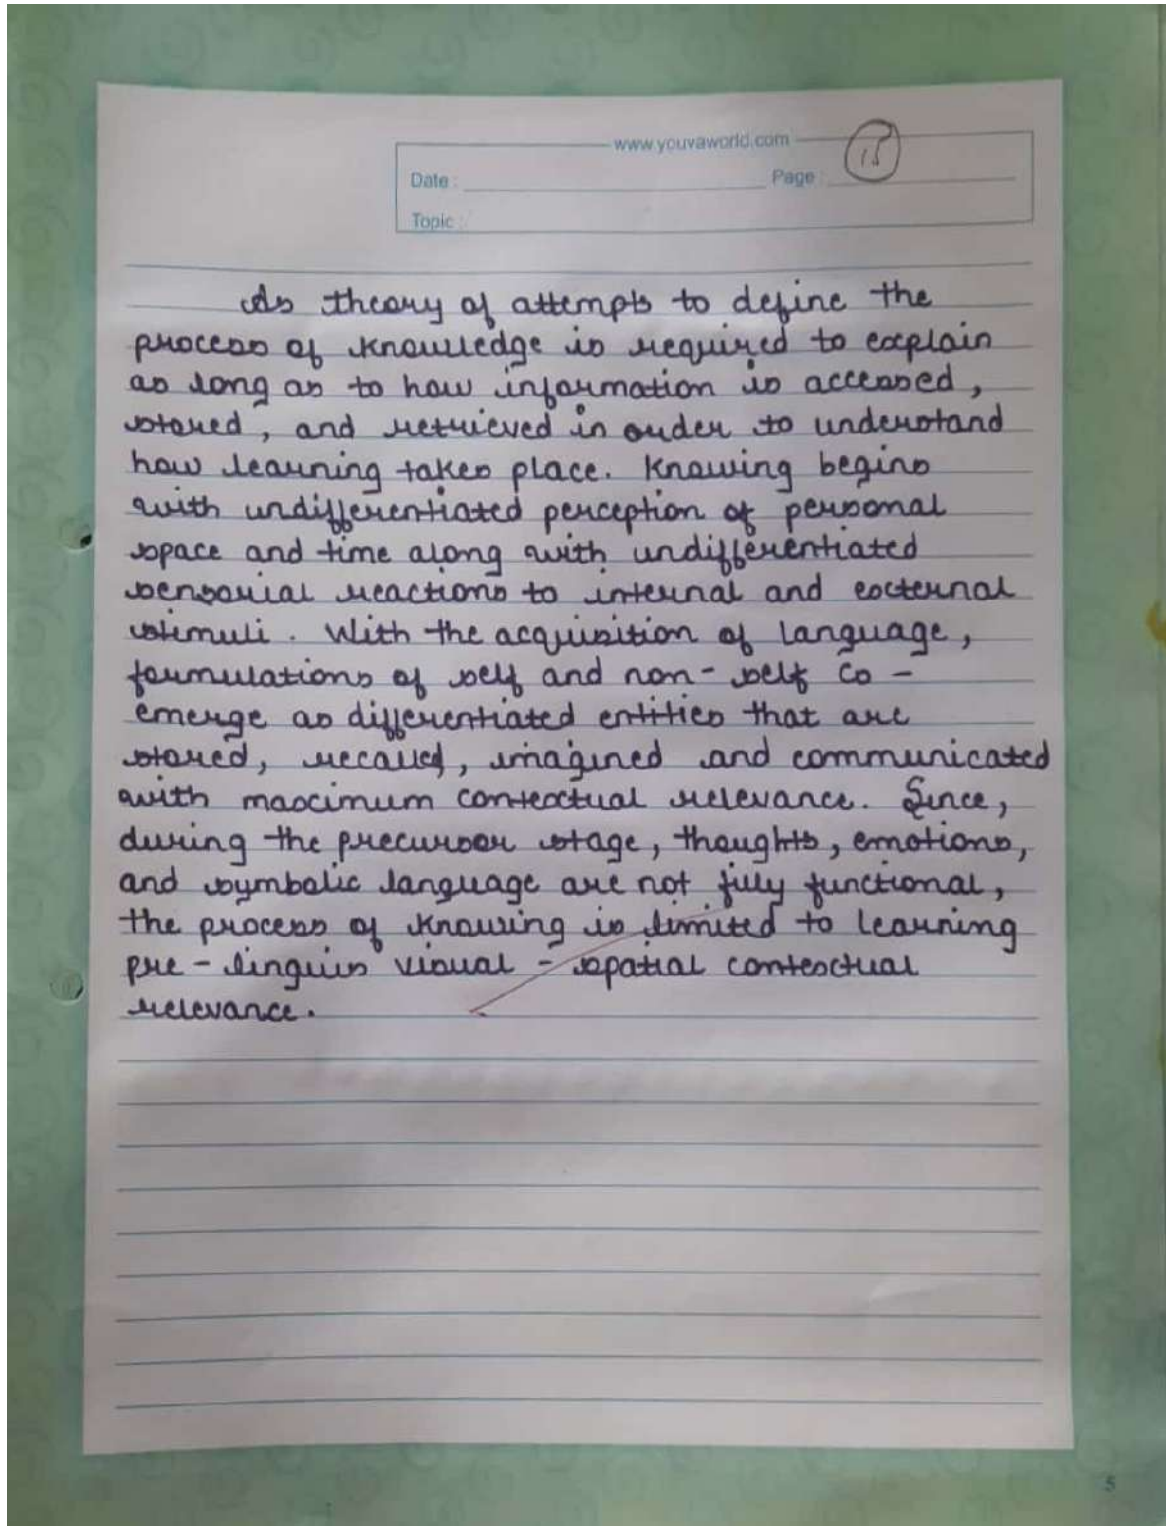 www.youvaworld.com
Date : Page : 15
Topic :
As theory of attempts to define the
process of knowledge is required to explain
as long as to how information is accessed,
stored, and retrieved in order to understand
how learning takes place. Knowing begins
with undifferentiated perception of personal
space and time along with undifferentiated
sensorial reactions to internal and external
stimuli. With the acquisition of language,
formulations of self and non-self co-
emerge as differentiated entities that are
stored, recalled, imagined and communicated
with maximum contextual relevance. Since,
during the precursor stage, thoughts, emotions,
and symbolic language are not fully functional,
the process of knowing is limited to learning
pre-linguis visual-spatial contextual
relevance.
5